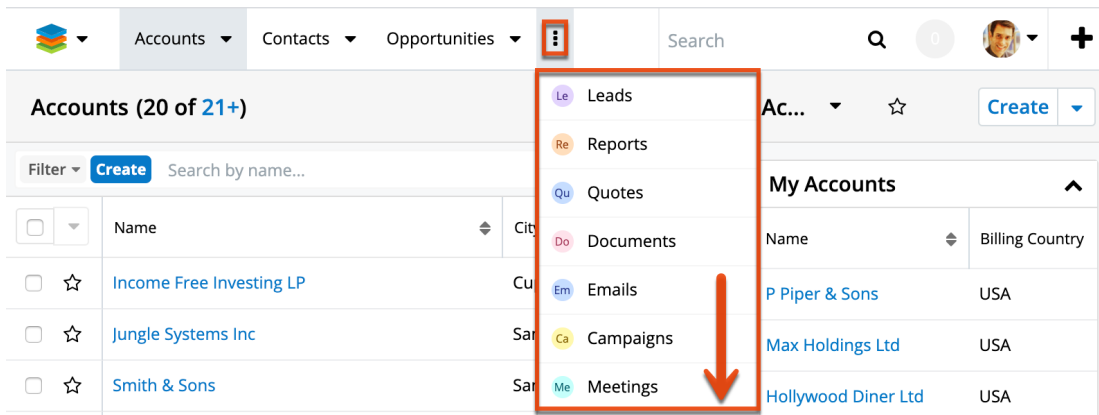 Accounts Contacts Opportunities Search 0
Accounts (20 of 21+)
Filter Create Search by name...
Name
Income Free Investing LP
Jungle Systems Inc
Smith & Sons
Le Leads
Re Reports
Qu Quotes
Do Documents
Em Emails
Ca Campaigns
Me Meetings
Ac... Create
My Accounts
Name Billing Country
P Piper & Sons USA
Max Holdings Ltd USA
Hollywood Diner Ltd USA